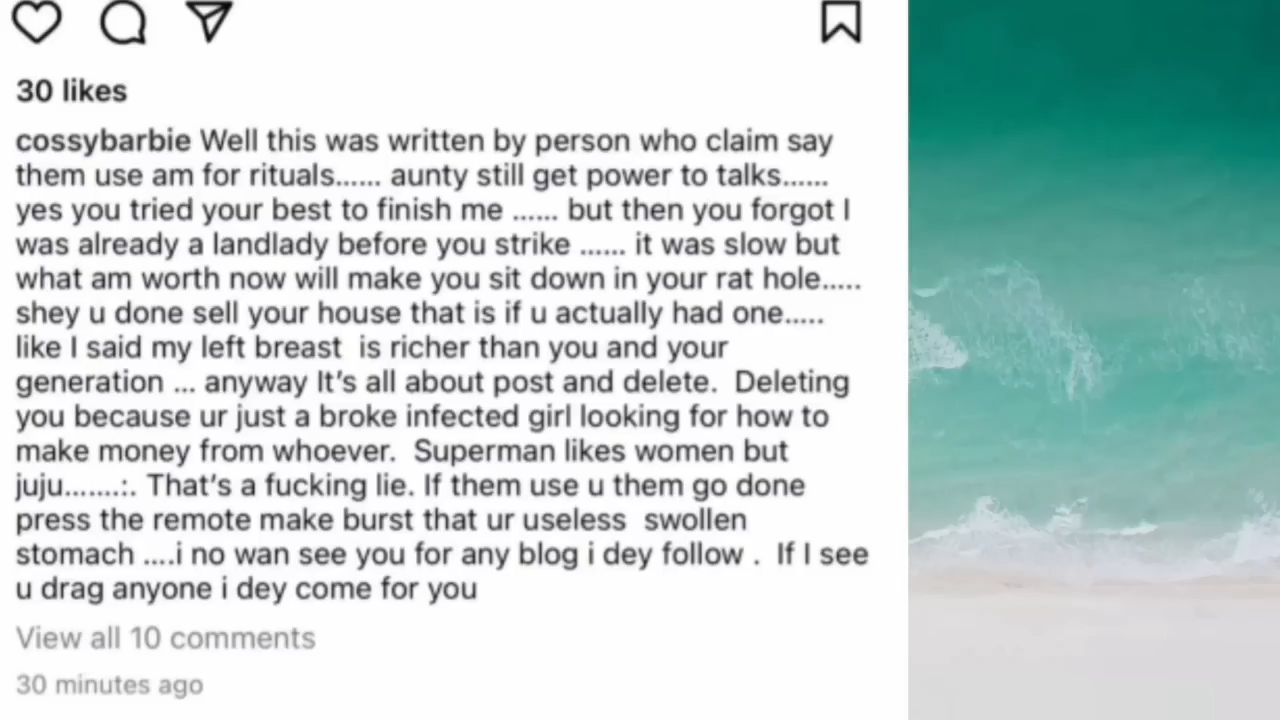 30 likes
cossybarbie Well this was written by person who claim say
them use am for rituals...... aunty still get power to talks......
yes you tried your best to finish me ...... but then you forgot I
was already a landlady before you strike ...... it was slow but
what am worth now will make you sit down in your rat hole.....
shey u done sell your house that is if u actually had one.....
like I said my left breast  is richer than you and your
generation ... anyway It's all about post and delete.  Deleting
you because ur just a broke infected girl looking for how to
make money from whoever.  Superman likes women but
juju.......:. That's a fucking lie. If them use u them go done
press the remote make burst that ur useless  swollen
stomach ....i no wan see you for any blog i dey follow .  If I see
u drag anyone i dey come for you
View all 10 comments
30 minutes ago